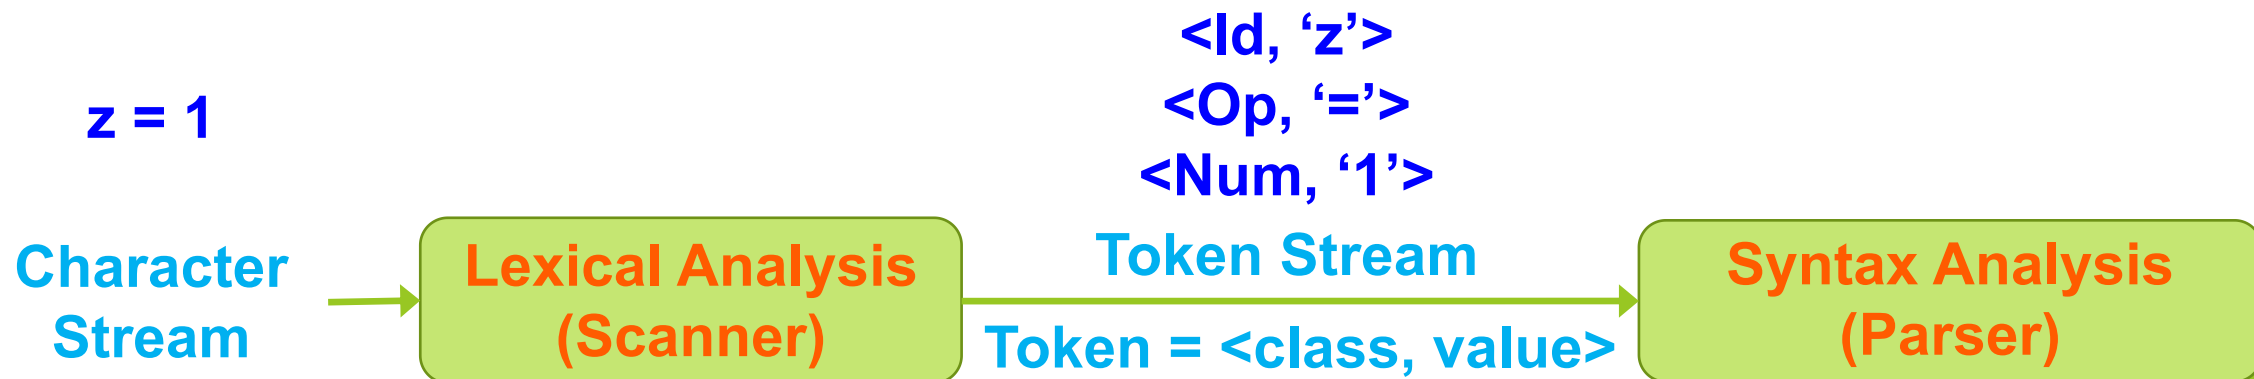 z = 1
<Id, ‘z’>
<Op, ‘=’>
<Num, ‘1’>
Character
Stream
Lexical Analysis
(Scanner)
Token Stream
Token = <class, value>
Syntax Analysis
(Parser)